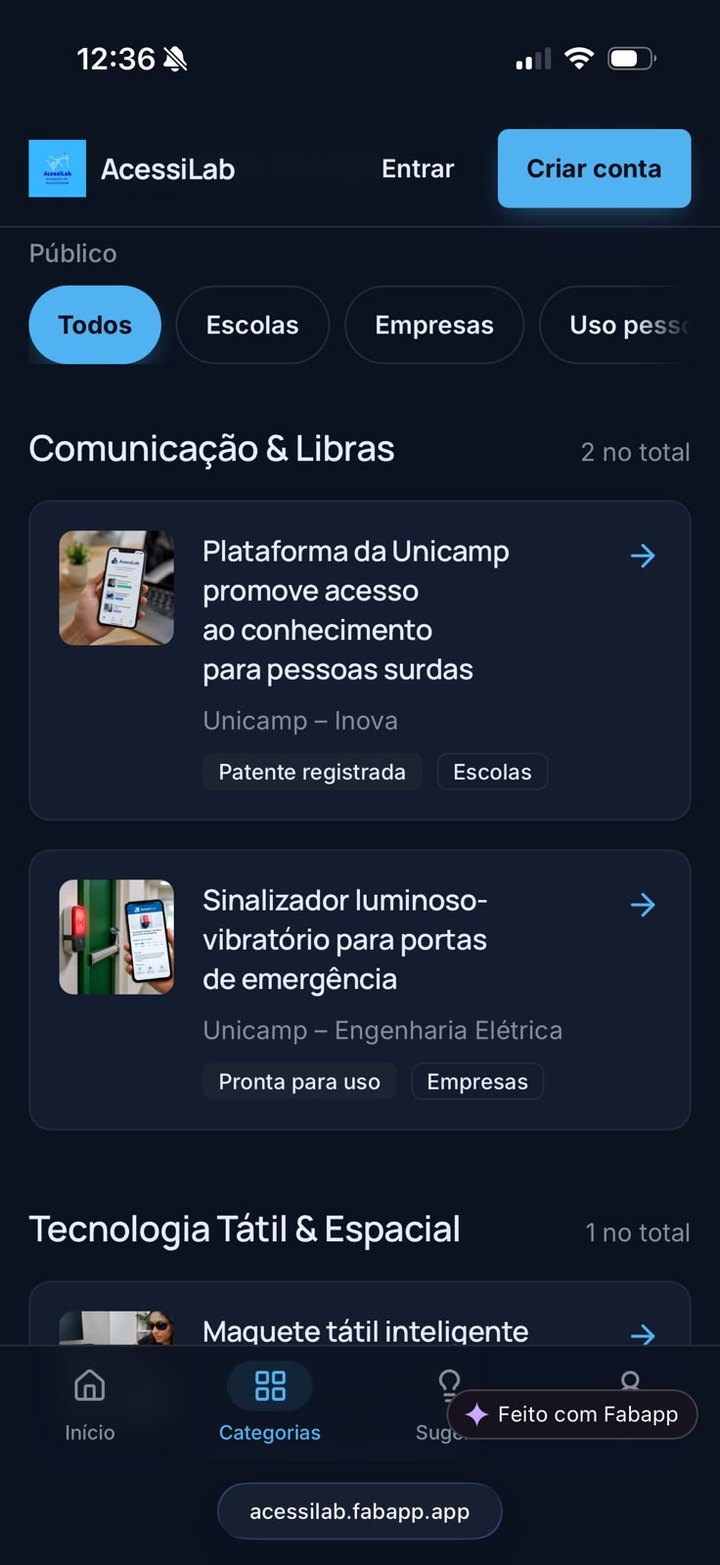 12:36
AcessiLab
Entrar
Criar conta
Público
Todos
Escolas
Empresas
Uso
Comunicação & Libras
2 no total
Plataforma da Unicamp
promove acesso
ao conhecimento
para pessoas surdas
Unicamp – Inova
Patente registrada
Escolas
Sinalizador luminoso-
vibratório para portas
de emergência
Unicamp – Engenharia Elétrica
Pronta para uso
Empresas
Tecnologia Tátil & Espacial
1 no total
Maquete tátil inteligente
Início
Categorias
Feito com Fabapp
acessilab.fabapp.app